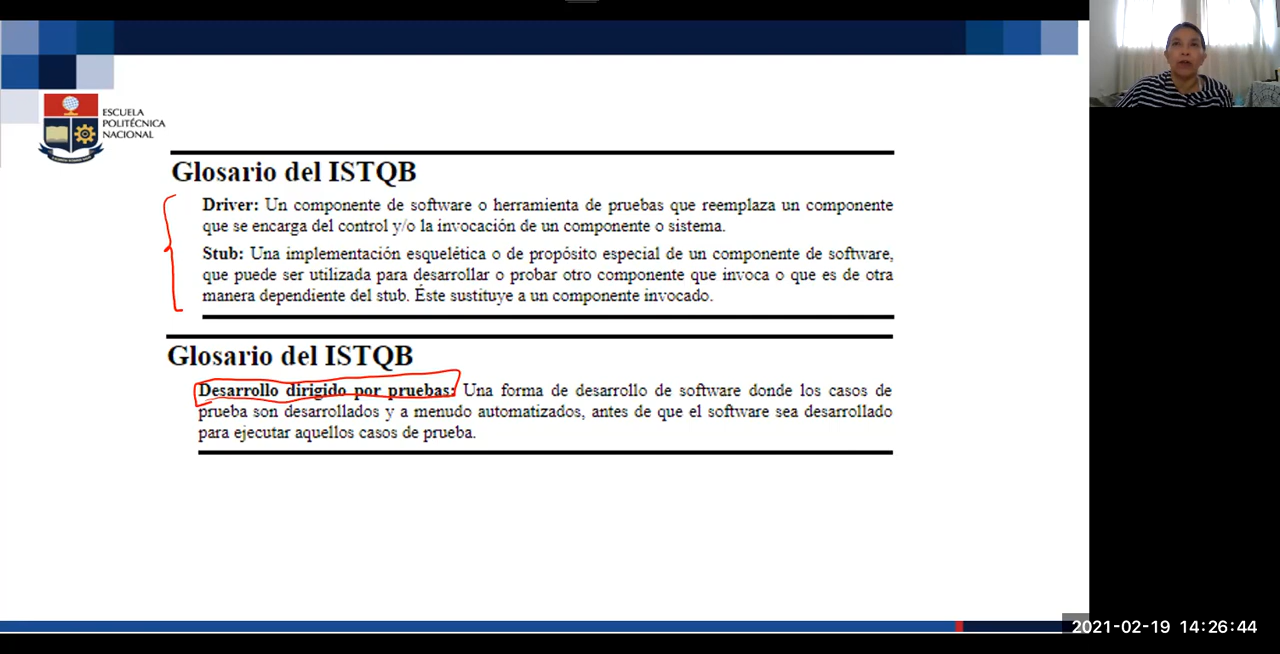 ESCUELA
POLITÉCNICA
NACIONAL
Glosario del ISTQB
Driver: Un componente de software o herramienta de pruebas que reemplaza un componente
que se encarga del control y/o la invocación de un componente o sistema.
Stub: Una implementación esquelética o de propósito especial de un componente de software,
que puede ser utilizada para desarrollar o probar otro componente que invoca o que es de otra
manera dependiente del stub. Éste sustituye a un componente invocado.
Glosario del ISTQB
Desarrollo dirigido por pruebas: Una forma de desarrollo de software donde los casos de
prueba son desarrollados y a menudo automatizados, antes de que el software sea desarrollado
para ejecutar aquellos casos de prueba.
2021-02-19 14:26:44